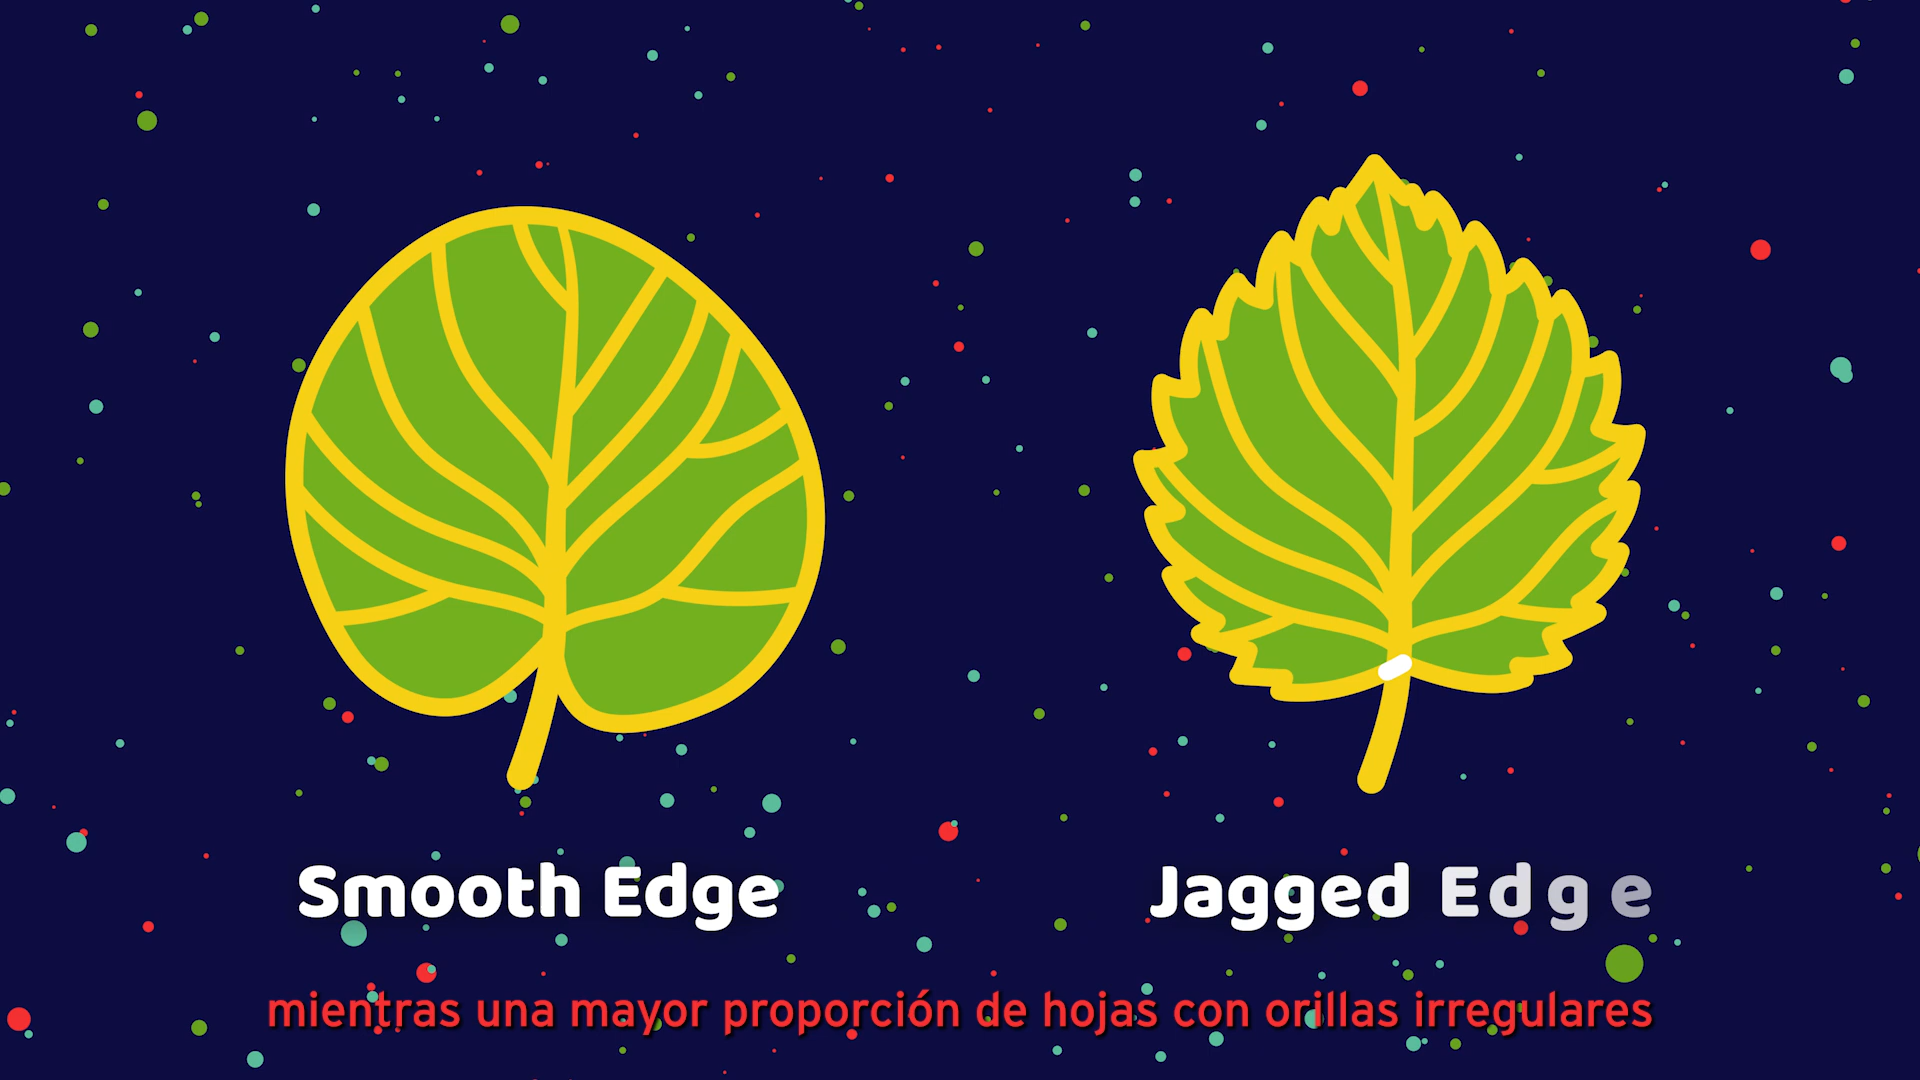 Smooth Edge
Jagged Edge
mientras una mayor proporción de hojas con orillas irregulares